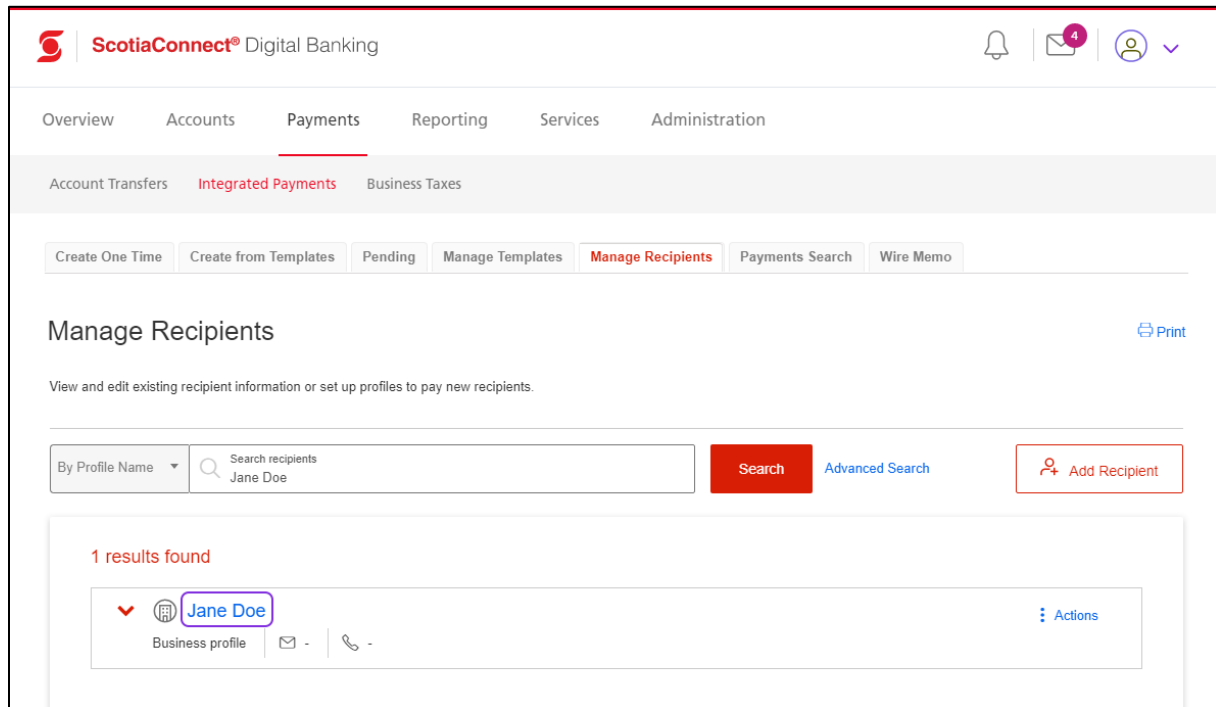 ScotiaConnect® Digital Banking
4
Overview Accounts Payments Reporting Services Administration
Account Transfers Integrated Payments Business Taxes
Create One Time Create from Templates Pending Manage Templates Manage Recipients Payments Search Wire Memo
Manage Recipients
Print
View and edit existing recipient information or set up profiles to pay new recipients.
By Profile Name
Search recipients
Jane Doe
Search
Advanced Search
Add Recipient
1 results found
Jane Doe
Actions
Business profile - -